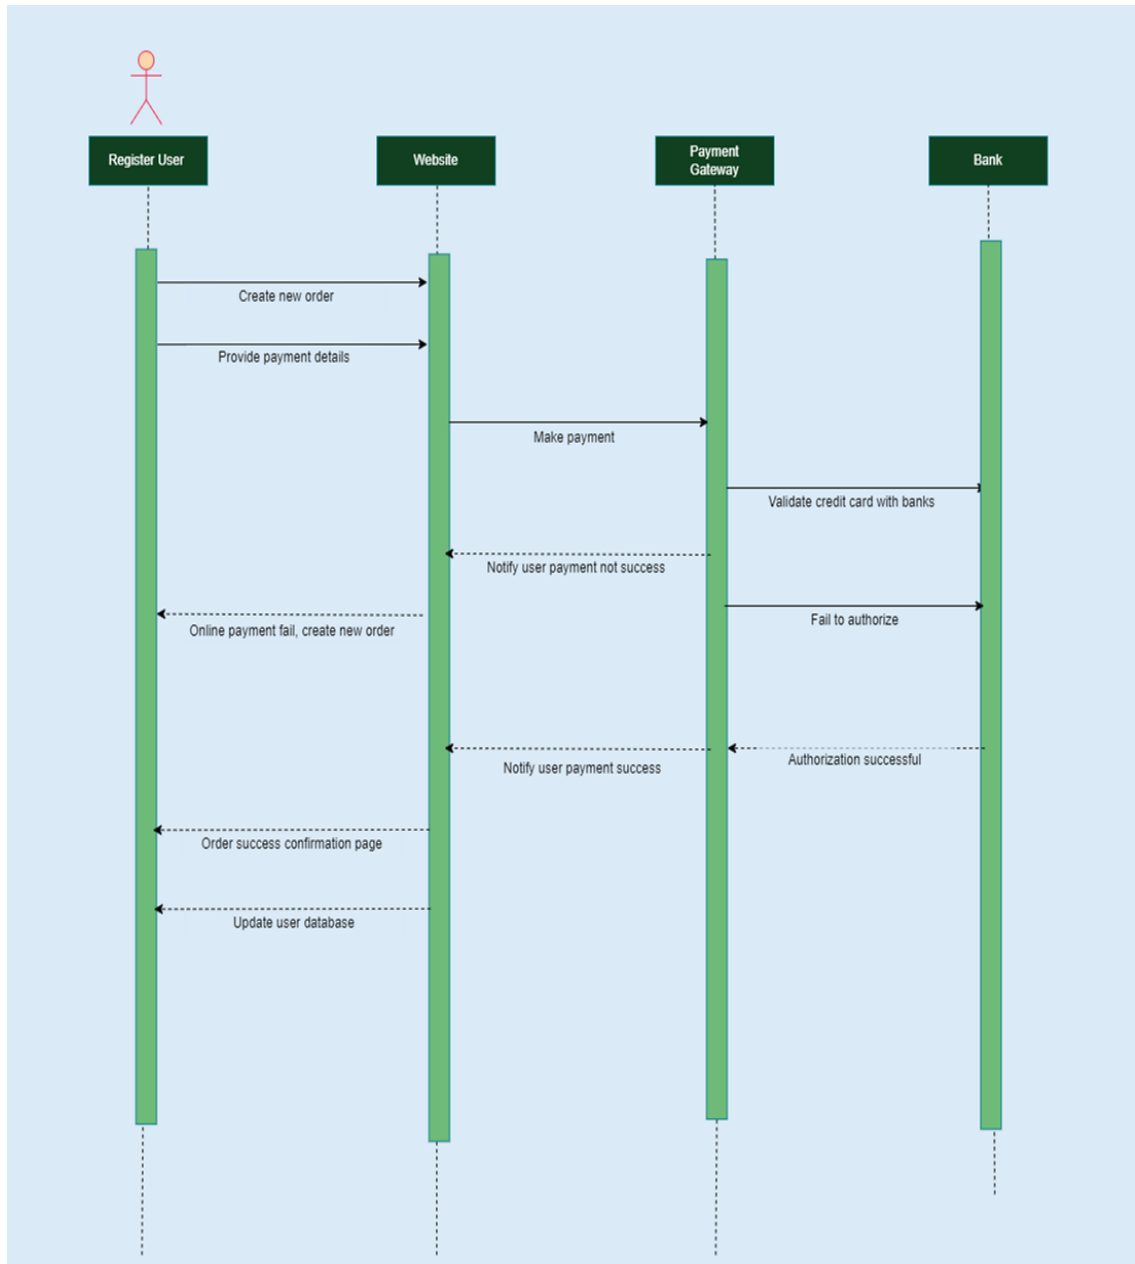 Register User
Website
Payment
Gateway
Bank
Create new order
Provide payment details
Make payment
Validate credit card with banks
Notify user payment not success
Fail to authorize
Online payment fail, create new order
Authorization successful
Notify user payment success
Order success confirmation page
Update user database